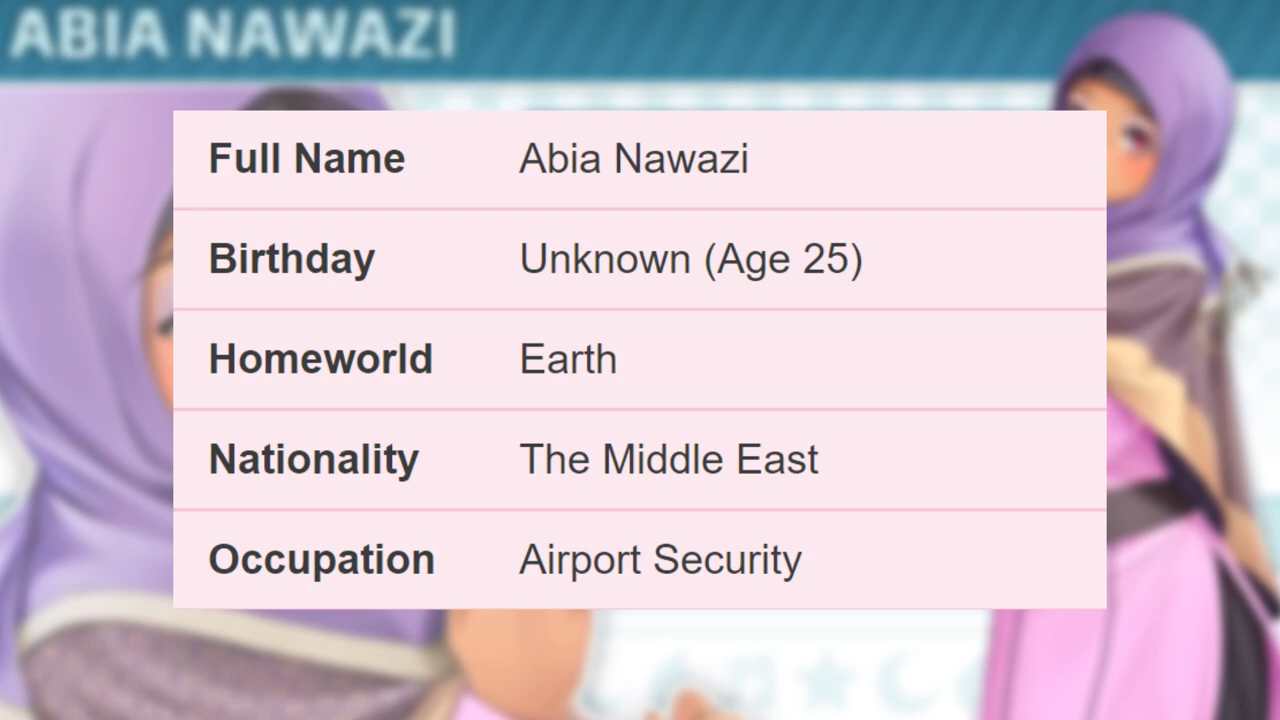 ABIA NAWAZI
Full Name Abia Nawazi
Birthday Unknown (Age 25)
Homeworld Earth
Nationality The Middle East
Occupation Airport Security